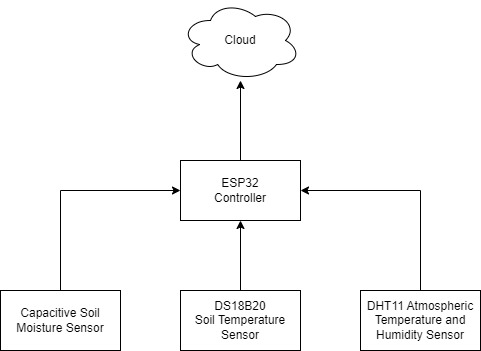 Cloud
ESP32
Controller
Capacitive Soil
Moisture Sensor
DS18B20
Soil Temperature
Sensor
DHT11 Atmospheric
Temperature and
Humidity Sensor